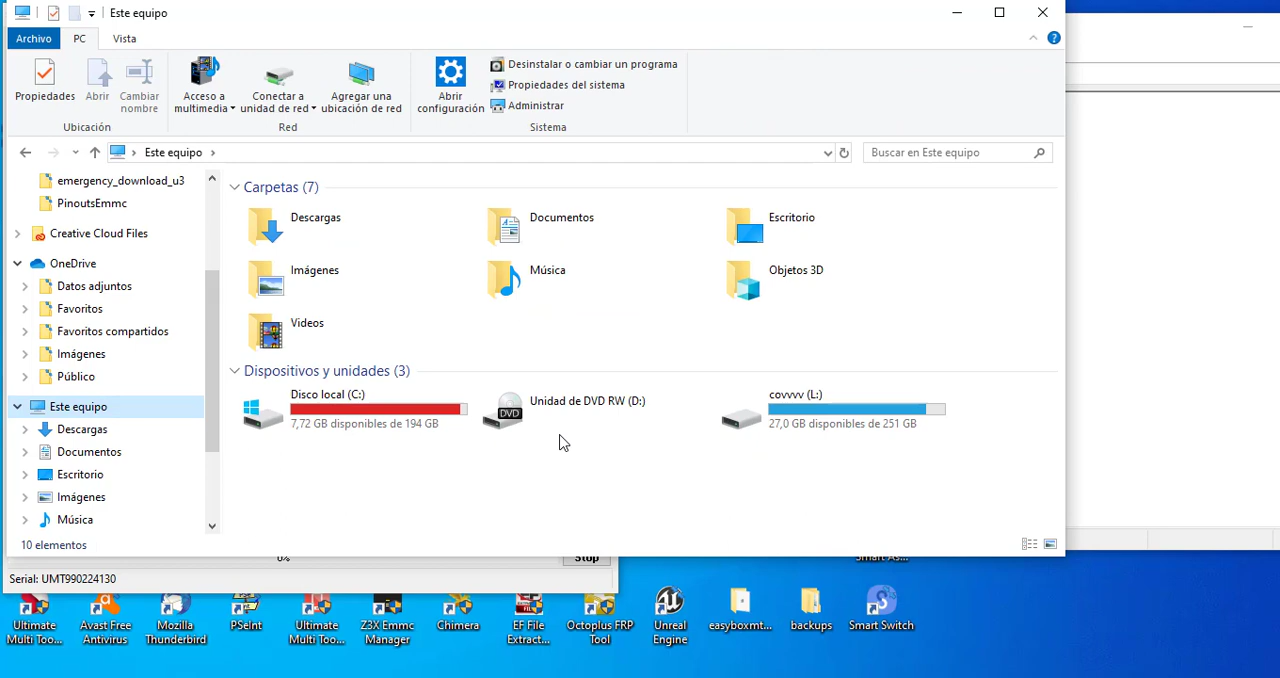 Este equipo
Archivo PC Vista
Propiedades
Abrir
Cambiar nombre
Ubicación
Acceso a multimedia
Conectar a unidad de red
Agregar una ubicación de red
Red
Abrir configuración
Desinstalar o cambiar un programa
Propiedades del sistema
Administrar
Sistema
Este equipo
Buscar en Este equipo
emergency_download_u3
PinoutsEmmc
Creative Cloud Files
OneDrive
Datos adjuntos
Favoritos
Favoritos compartidos
Imágenes
Público
Este equipo
Descargas
Documentos
Escritorio
Imágenes
Música
Carpetas (7)
Descargas
Documentos
Escritorio
Imágenes
Música
Objetos 3D
Videos
Dispositivos y unidades (3)
Disco local (C:)
7,72 GB disponibles de 194 GB
DVD
Unidad de DVD RW (D:)
covvvv (L:)
27,0 GB disponibles de 251 GB
10 elementos
0%
Stop
Smart As...
Serial: UMT990224130
Ultimate
Multi Too...
Avast Free
Antivirus
Mozilla
Thunderbird
PSeInt
Ultimate
Multi Too...
Z3X Emmc
Manager
Chimera
EF File
Extract...
Octoplus FRP
Tool
Unreal
Engine
easyboxmt...
backups
Smart Switch